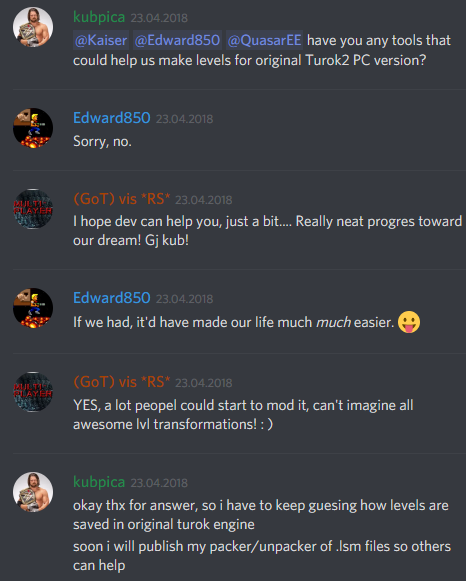 kubpica 23.04.2018
@Kaiser @Edward850 @QuasarEE have you any tools that
could help us make levels for original Turok2 PC version?
Edward850 23.04.2018
Sorry, no.
(GoT) vis *RS* 23.04.2018
I hope dev can help you, just a bit.... Really neat progres toward
our dream! Gj kub!
Edward850 23.04.2018
If we had, it'd have made our life much much easier. 😛
(GoT) vis *RS* 23.04.2018
YES, a lot peopel could start to mod it, can't imagine all
awesome lvl transformations! : )
kubpica 23.04.2018
okay thx for answer, so i have to keep guesing how levels are
saved in original turok engine
soon i will publish my packer/unpacker of .lsm files so others
can help